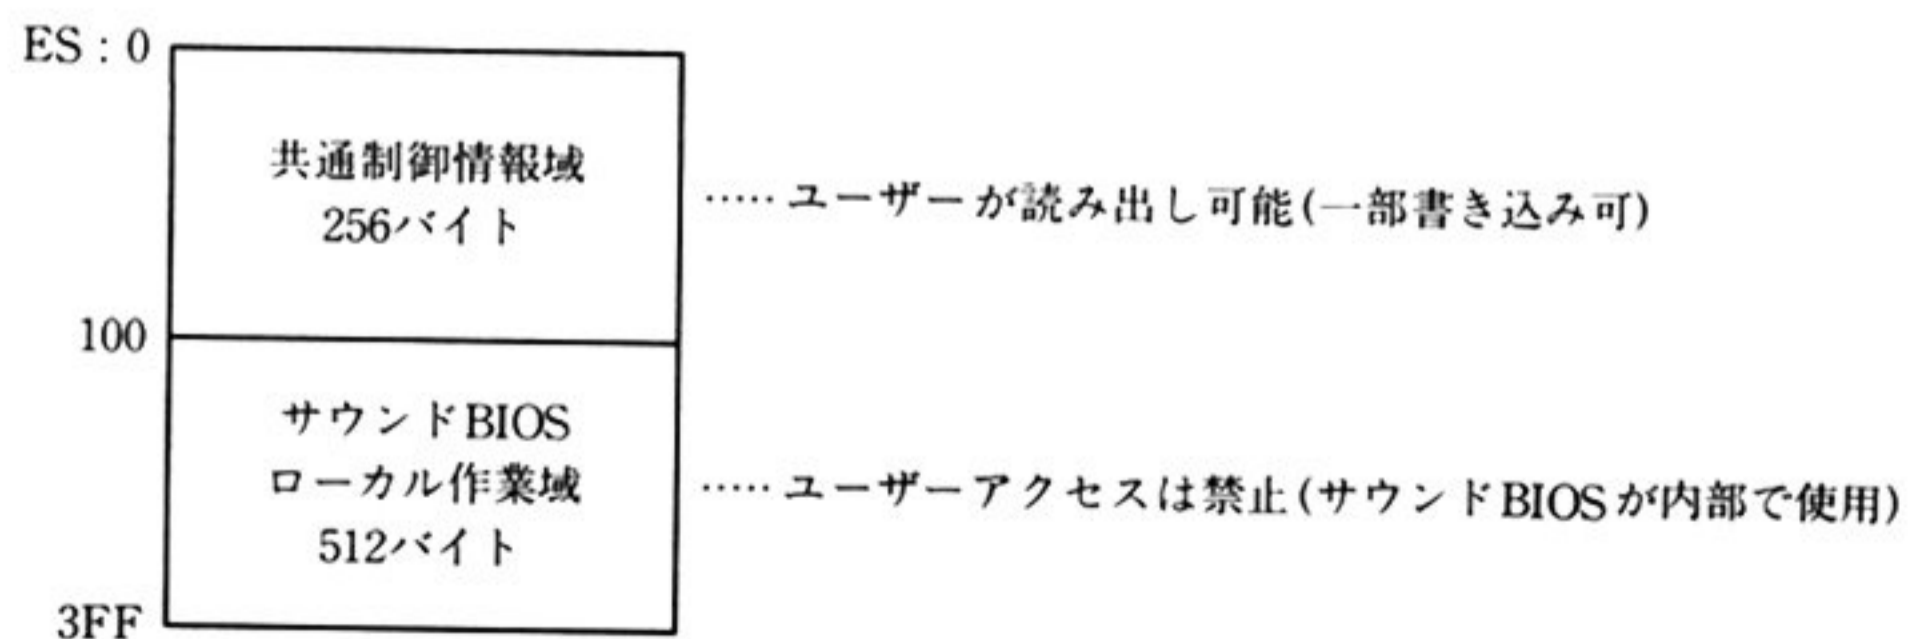 ES : 0
共通制御情報域
256バイト
‥‥‥ユーザーが読み出し可能(一部書き込み可)
100
サウンドBIOS
ローカル作業域
512バイト
‥‥‥ユーザーアクセスは禁止(サウンドBIOSが内部で使用)
3FF